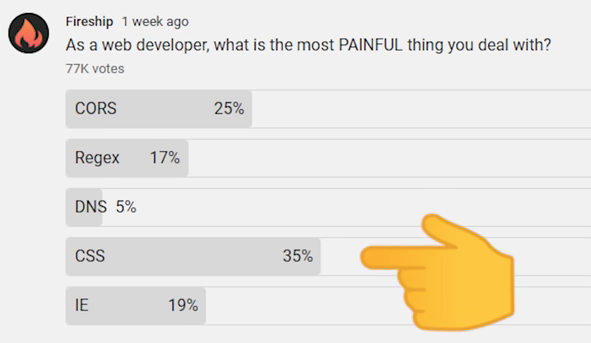 Fireship 1 week ago
As a web developer, what is the most PAINFUL thing you deal with?
77K votes
CORS 25%
Regex 17%
DNS 5%
CSS 35%
IE 19%